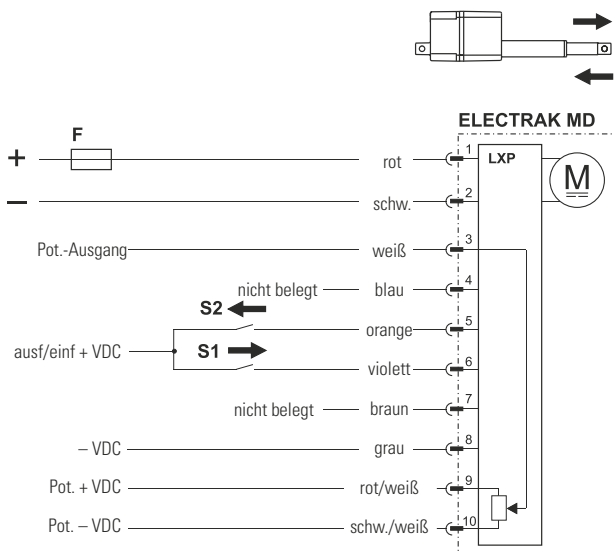 ELECTRAK MD
+ F rot 1 LXP M
− schw. 2
Pot.-Ausgang weiß 3
nicht belegt blau 4
S2 orange 5
ausf/einf + VDC S1 violett 6
nicht belegt braun 7
– VDC grau 8
Pot. + VDC rot/weiß 9
Pot. – VDC schw./weiß 10